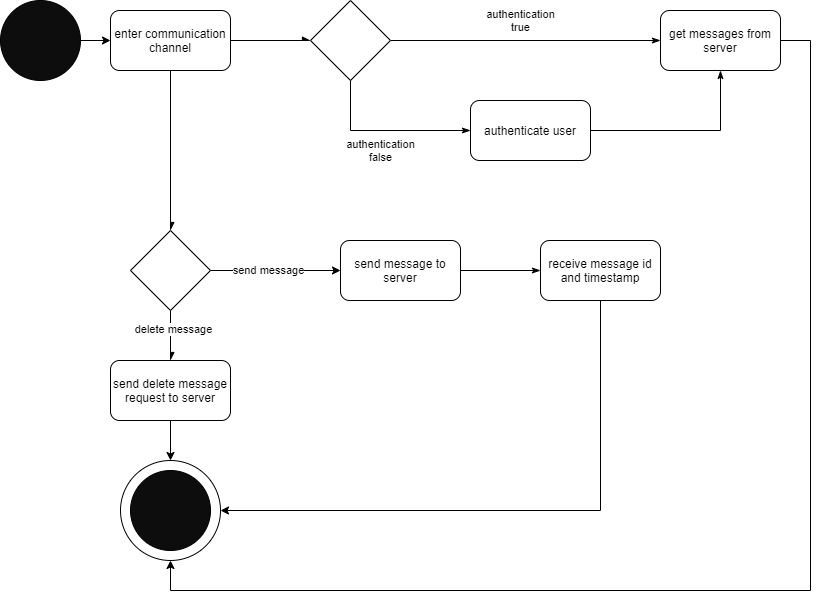 authentication
true
enter communication
channel
get messages from
server
authenticate user
authentication
false
send message
send message to
server
receive message id
and timestamp
delete message
send delete message
request to server